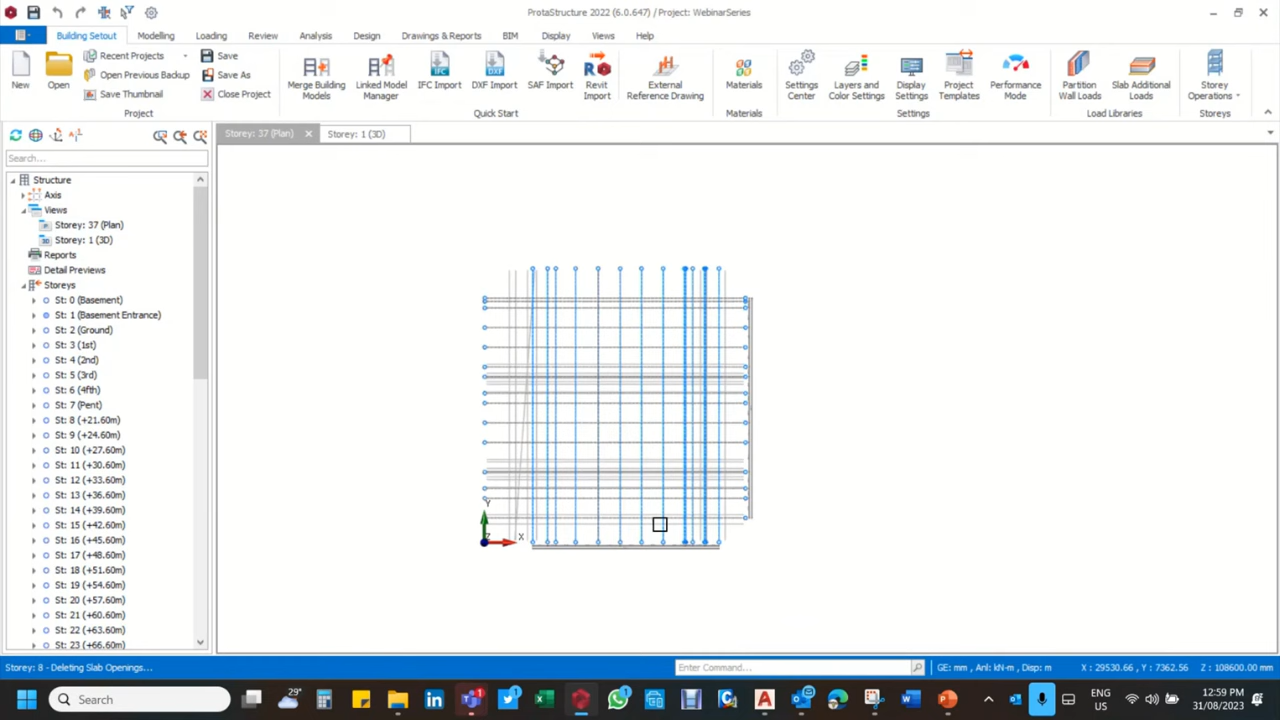 ProtaStructure 2022 (6.0.647) / Project: WebinarSeries
Building Setout Modelling Loading Review Analysis Design Drawings & Reports BIM Display Views Help
New
Open
Recent Projects
Open Previous Backup
Save Thumbnail
Save
Save As
Close Project
Project
Merge Building Models
Linked Model Manager
IFC Import
DXF Import
SAF Import
Revit Import
External Reference Drawing
Quick Start
Materials
Materials
Settings Center
Layers and Color Settings
Display Settings
Project Templates
Performance Mode
Settings
Partition Wall Loads
Slab Additional Loads
Load Libraries
Storey Operations
Storeys
Storey: 37 (Plan)
Storey: 1 (3D)
Search...
Structure
Axis
Views
Storey: 37 (Plan)
Storey: 1 (3D)
Reports
Detail Previews
Storeys
St: 0 (Basement)
St: 1 (Basement Entrance)
St: 2 (Ground)
St: 3 (1st)
St: 4 (2nd)
St: 5 (3rd)
St: 6 (4fth)
St: 7 (Pent)
St: 8 (+21.60m)
St: 9 (+24.60m)
St: 10 (+27.60m)
St: 11 (+30.60m)
St: 12 (+33.60m)
St: 13 (+36.60m)
St: 14 (+39.60m)
St: 15 (+42.60m)
St: 16 (+45.60m)
St: 17 (+48.60m)
St: 18 (+51.60m)
St: 19 (+54.60m)
St: 20 (+57.60m)
St: 21 (+60.60m)
St: 22 (+63.60m)
St: 23 (+66.60m)
Y
Z
X
Storey: 8 - Deleting Slab Openings...
Enter Command...
GE: mm , Anl: kN-m , Disp: m
X : 29530.66 , Y : 7362.56
Z : 108600.00 mm
Search
29°
ENG
US
12:59 PM
31/08/2023